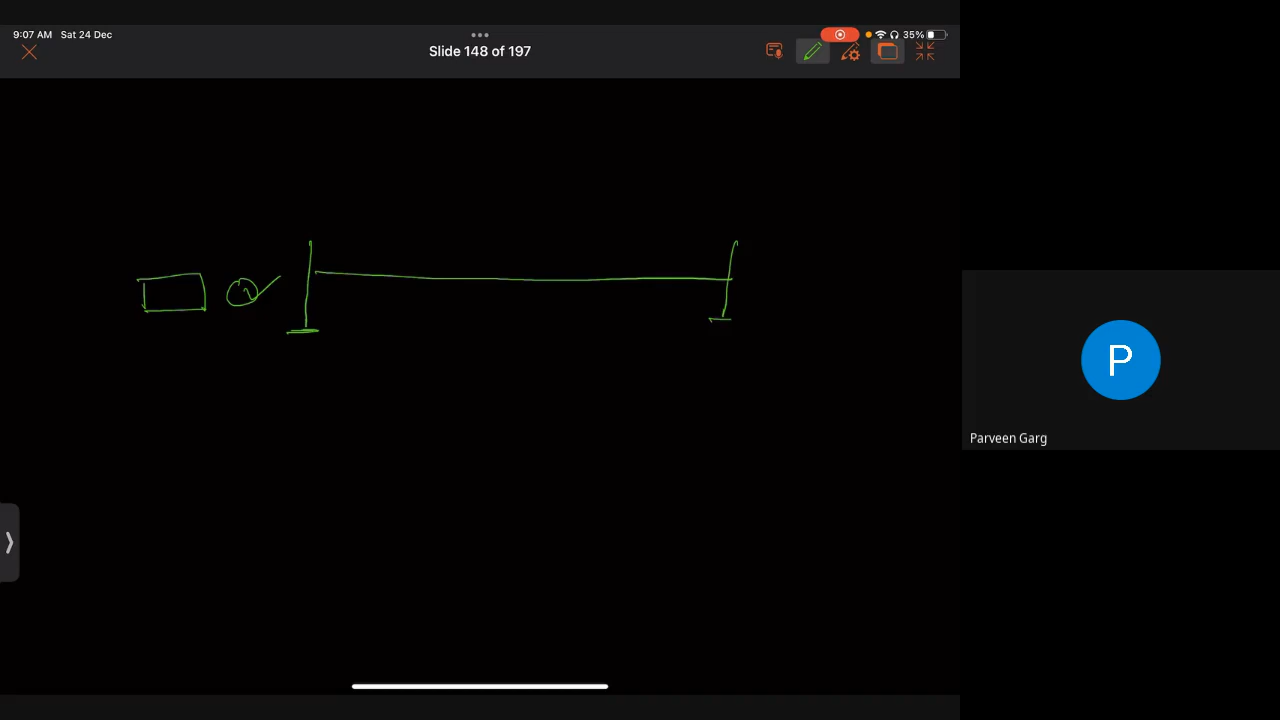 9:07 AM Sat 24 Dec
35%
Slide 148 of 197
P
Parveen Garg